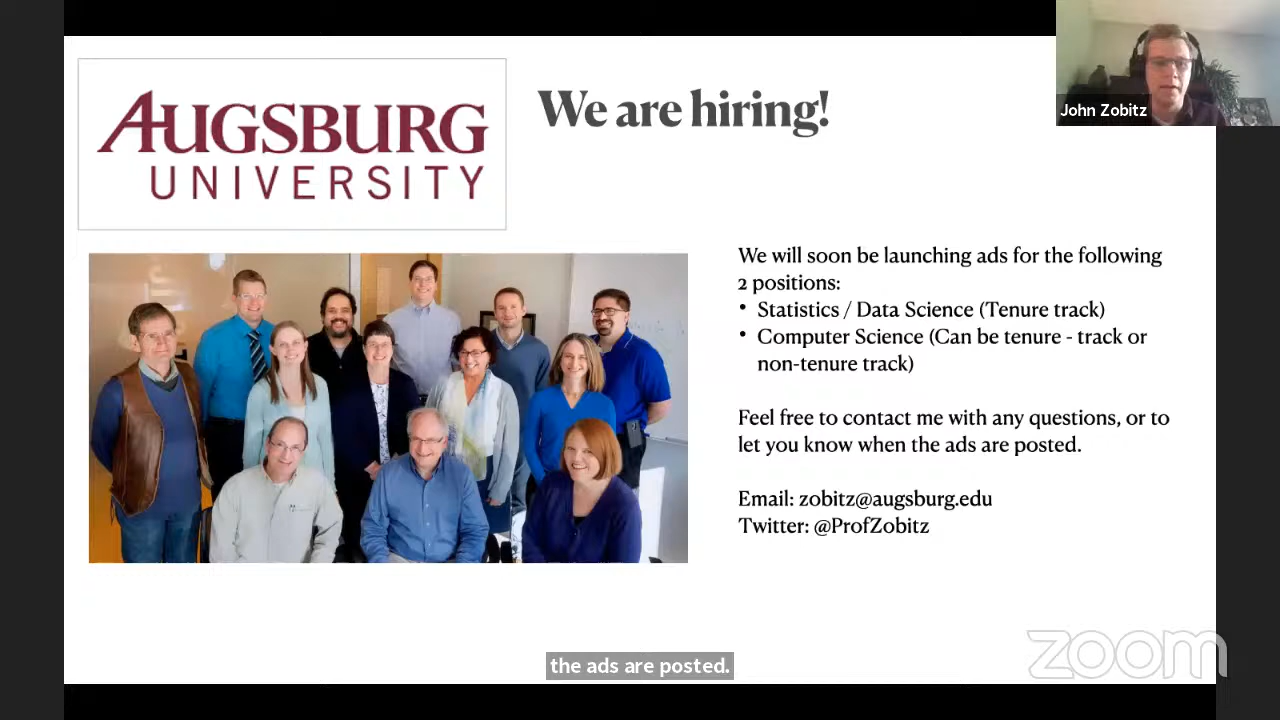 AUGSBURG
UNIVERSITY
We are hiring!
John Zobitz
We will soon be launching ads for the following
2 positions:
• Statistics / Data Science (Tenure track)
• Computer Science (Can be tenure - track or
non-tenure track)
Feel free to contact me with any questions, or to
let you know when the ads are posted.
Email: zobitz@augsburg.edu
Twitter: @ProfZobitz
the ads are posted.
zoom